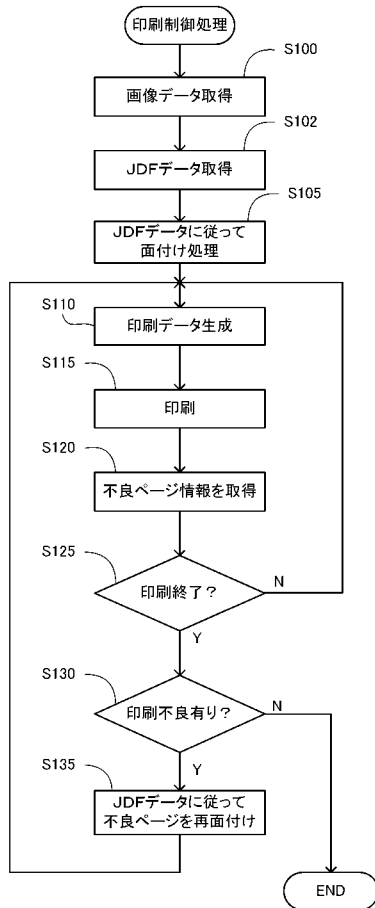 印刷制御処理
S100
画像データ取得
S102
JDFデータ取得
S105
JDFデータに従って
面付け処理
S110
印刷データ生成
S115
印刷
S120
不良ページ情報を取得
S125
印刷終了?
N
Y
S130
印刷不良有り?
N
Y
S135
JDFデータに従って
不良ページを再面付け
END